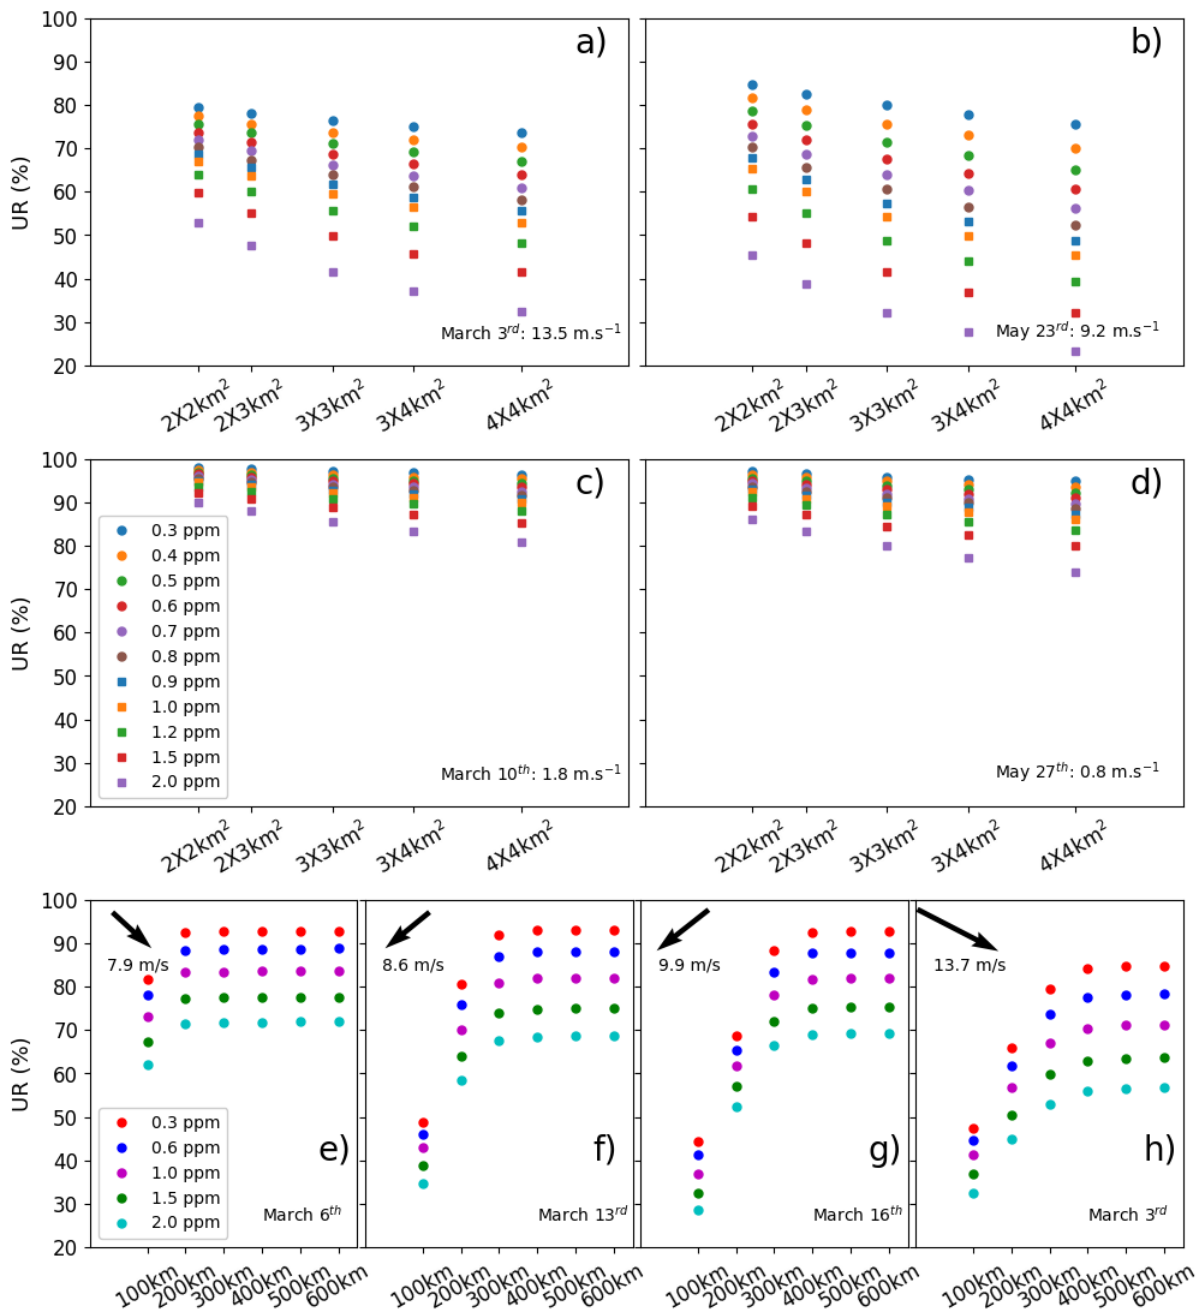 100
90
80
70
60
50
40
30
20
UR (%)
a)
March 3rd: 13.5 m.s−1
2X2km2
2X3km2
3X3km2
3X4km2
4X4km2
b)
May 23rd: 9.2 m.s−1
2X2km2
2X3km2
3X3km2
3X4km2
4X4km2
100
90
80
70
60
50
40
30
20
UR (%)
c)
0.3 ppm
0.4 ppm
0.5 ppm
0.6 ppm
0.7 ppm
0.8 ppm
0.9 ppm
1.0 ppm
1.2 ppm
1.5 ppm
2.0 ppm
March 10th: 1.8 m.s−1
2X2km2
2X3km2
3X3km2
3X4km2
4X4km2
d)
May 27th: 0.8 m.s−1
2X2km2
2X3km2
3X3km2
3X4km2
4X4km2
100
90
80
70
60
50
40
30
20
UR (%)
7.9 m/s
0.3 ppm
0.6 ppm
1.0 ppm
1.5 ppm
2.0 ppm
e)
March 6th
100km
200km
300km
400km
500km
600km
8.6 m/s
f)
March 13rd
100km
200km
300km
400km
500km
600km
9.9 m/s
g)
March 16th
100km
200km
300km
400km
500km
600km
13.7 m/s
h)
March 3rd
100km
200km
300km
400km
500km
600km